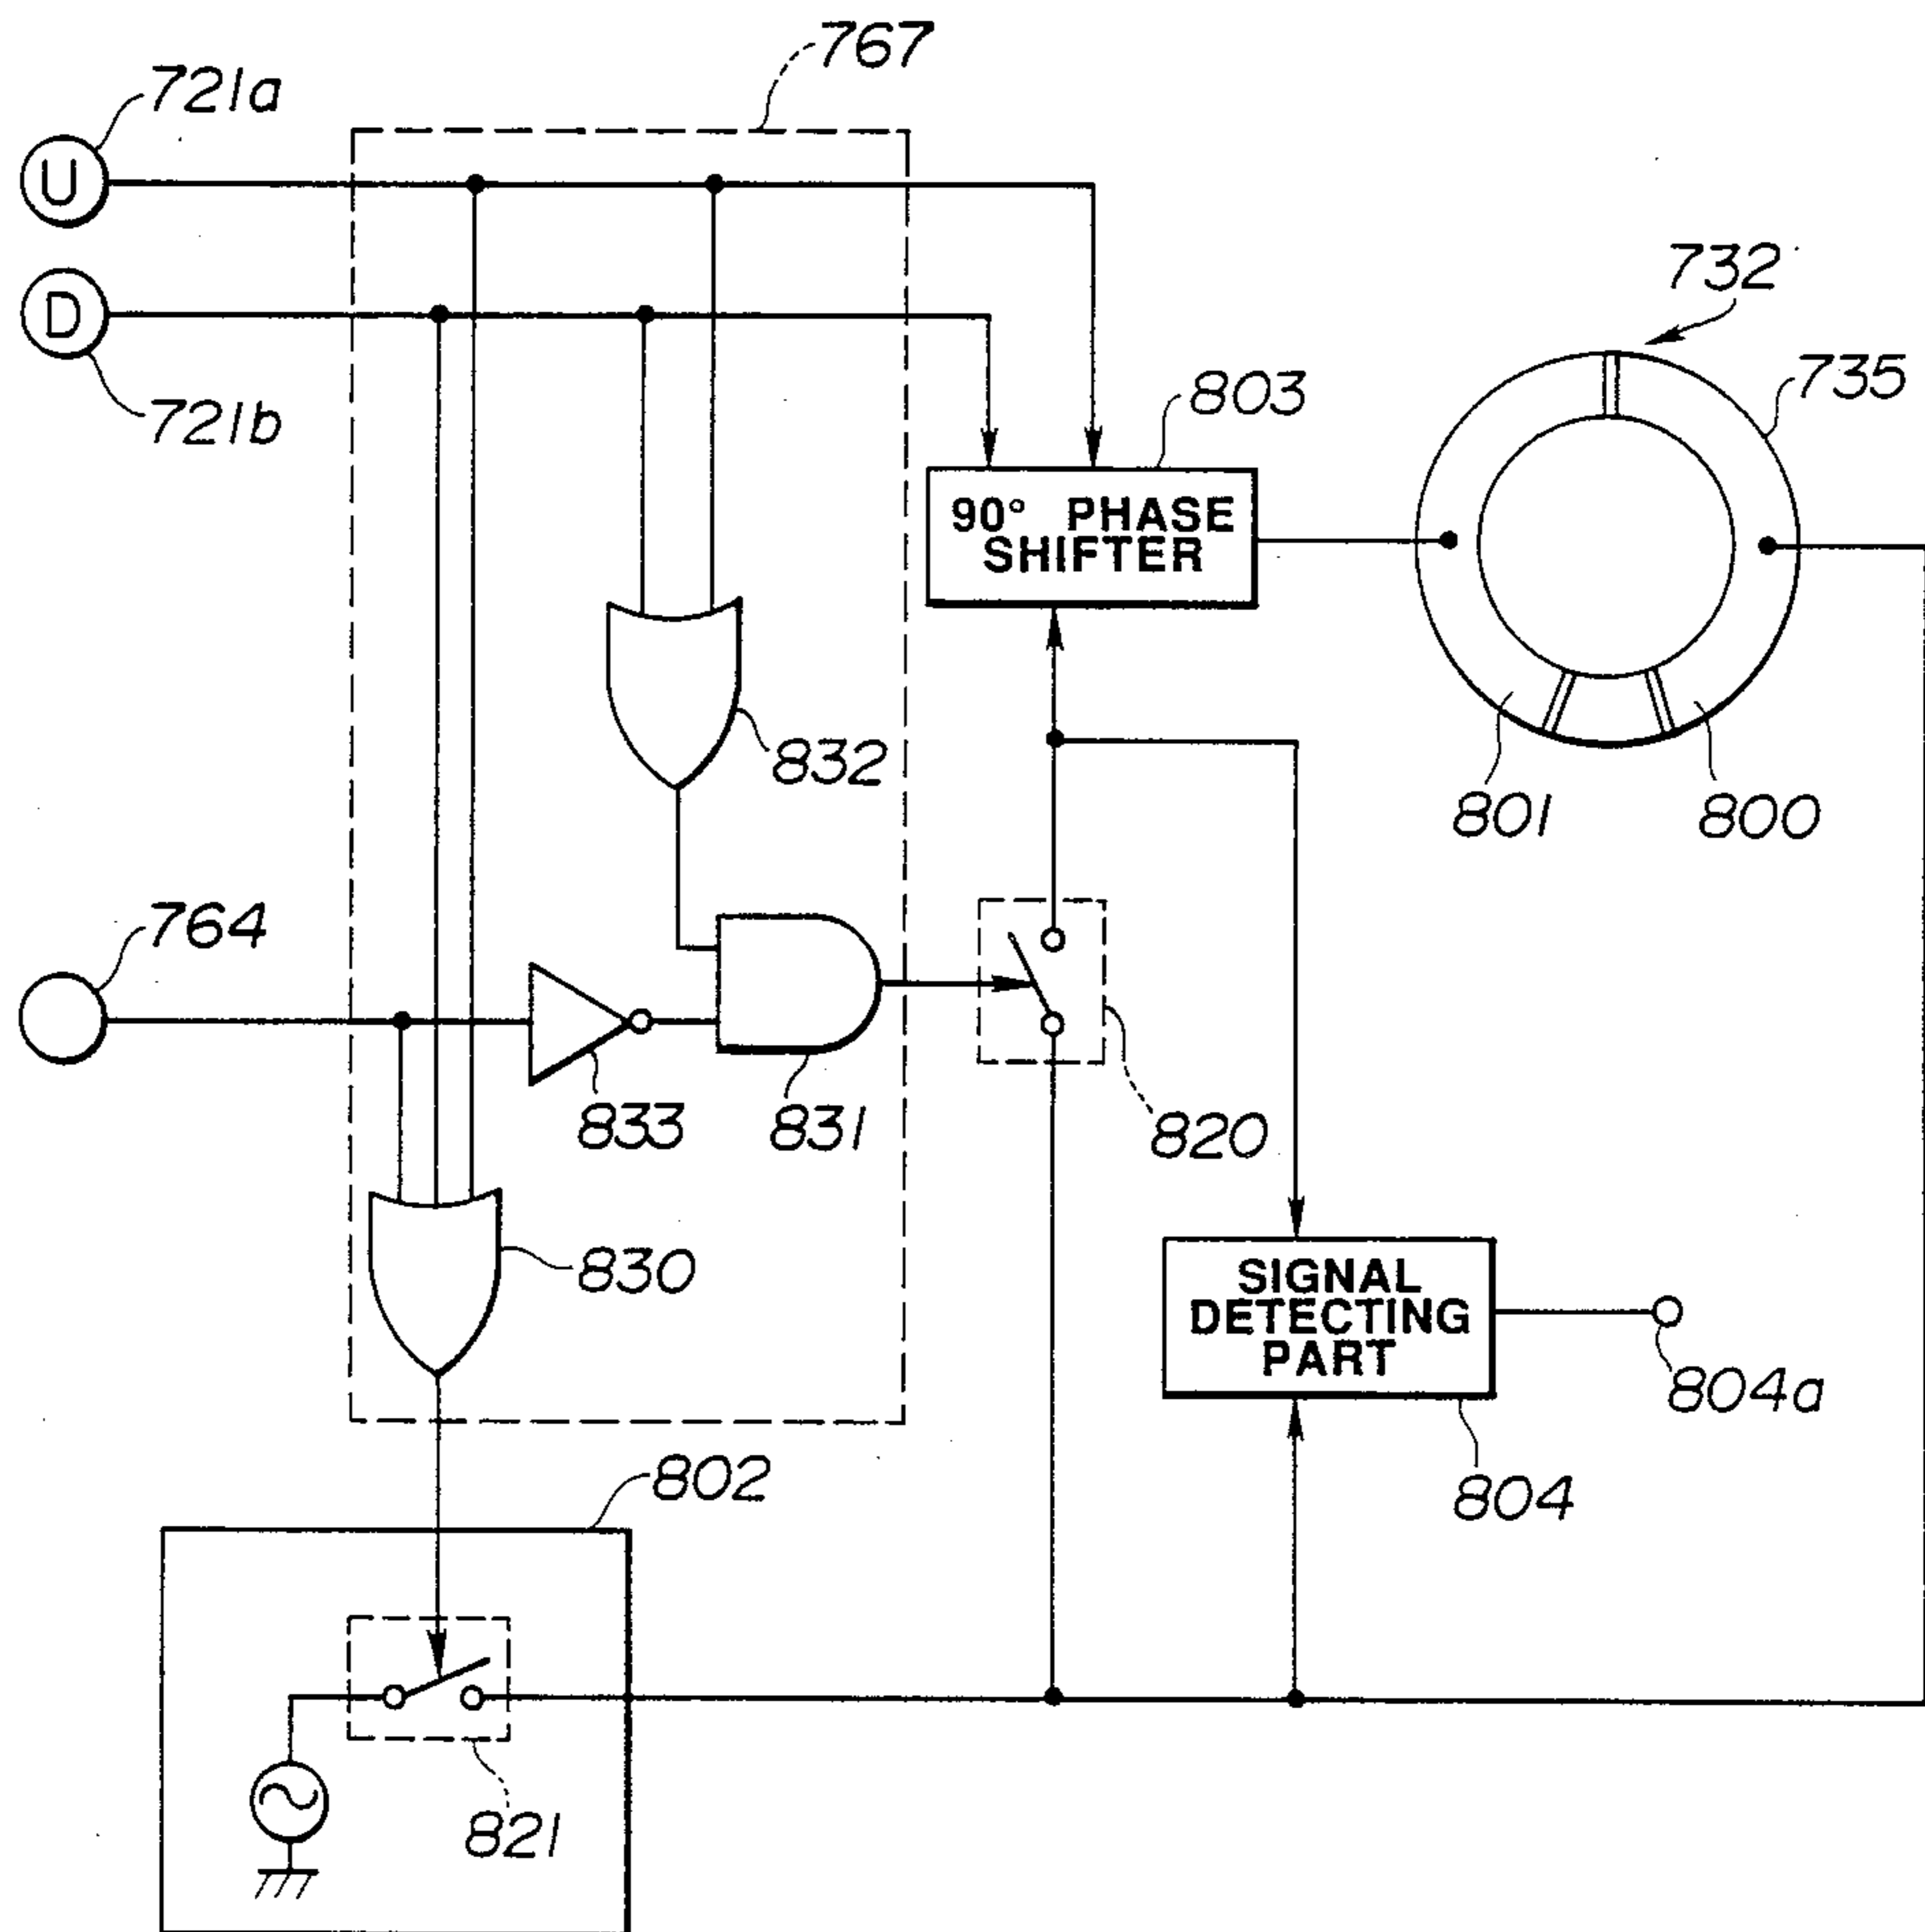 767
721a
U
732
D
735
721b
803
90° PHASE
SHIFTER
832
801
800
764
833
831
820
830
SIGNAL
DETECTING
PART
804a
802
804
821